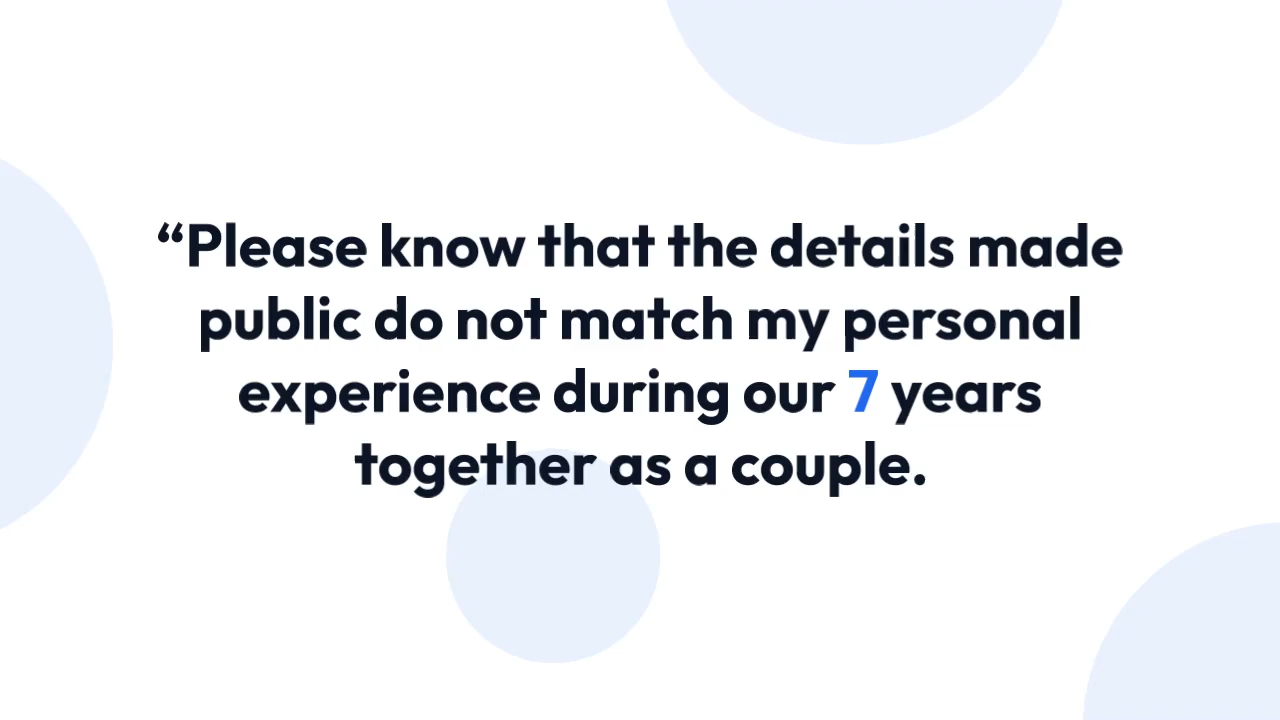 “Please know that the details made
public do not match my personal
experience during our 7 years
together as a couple.